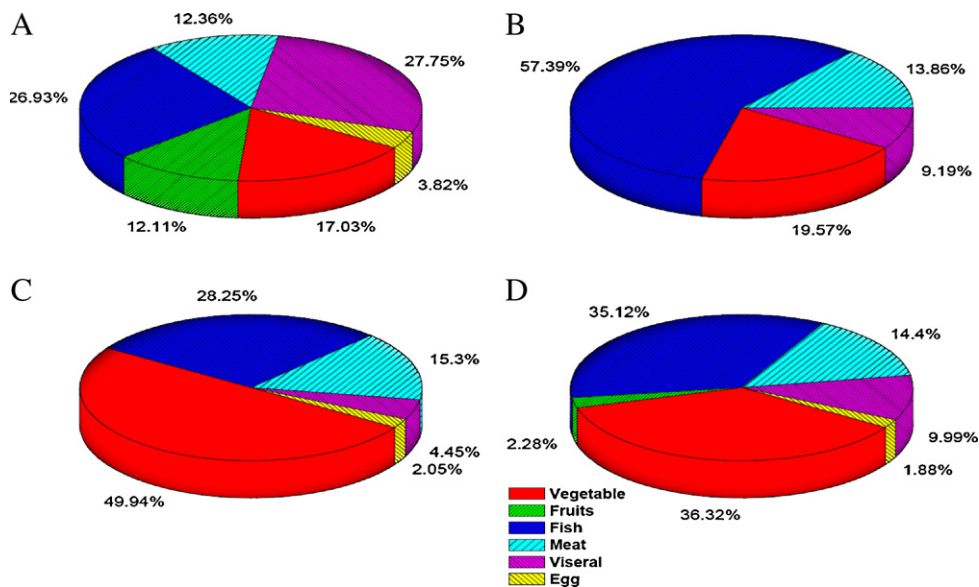 A
12.36%
27.75%
26.93%
3.82%
12.11%
17.03%
B
57.39%
13.86%
9.19%
19.57%
C
28.25%
15.3%
4.45%
2.05%
49.94%
D
35.12%
14.4%
2.28%
9.99%
1.88%
36.32%
Vegetable
Fruits
Fish
Meat
Viseral
Egg